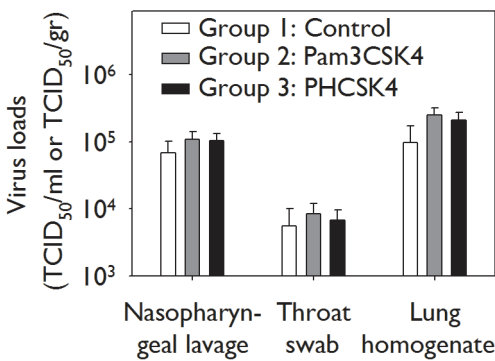 Group 1: Control
Group 2: Pam3CSK4
Group 3: PHCSK4
Virus loads
(TCID50/ml or TCID50/gr)
10^6
10^5
10^4
10^3
Nasopharyn-
geal lavage
Throat
swab
Lung
homogenate